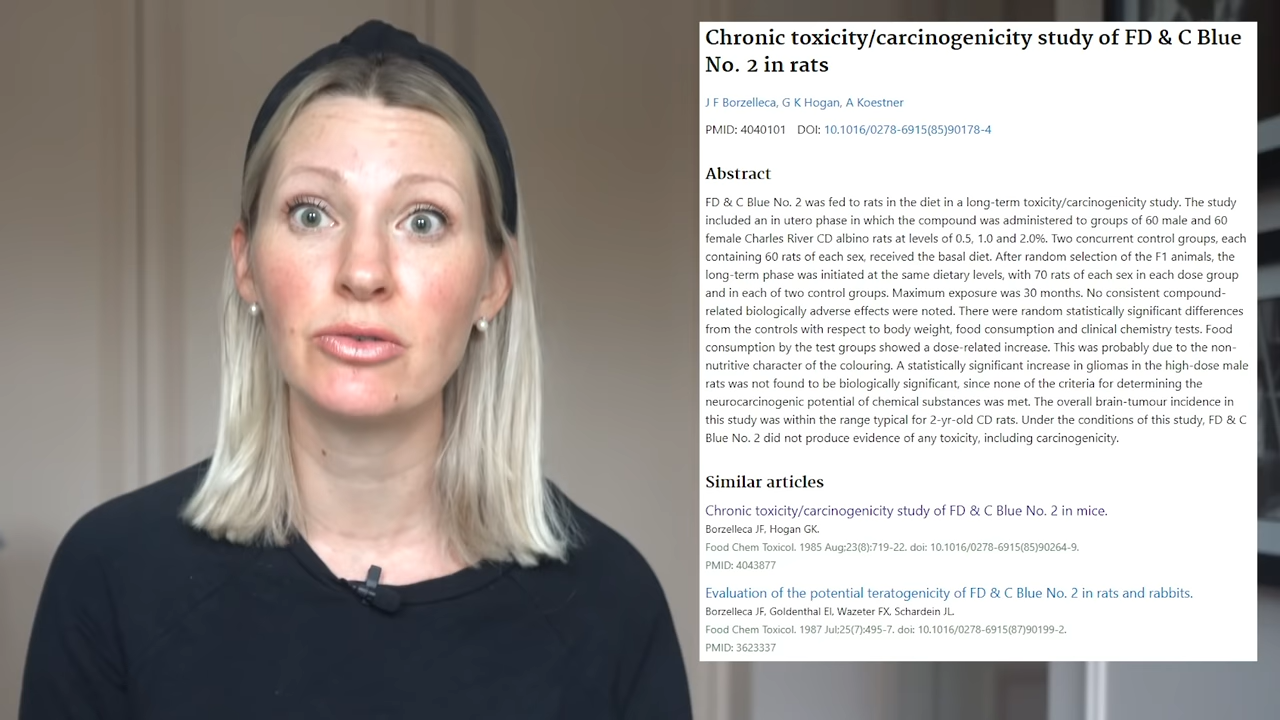 Chronic toxicity/carcinogenicity study of FD & C Blue
No. 2 in rats
J F Borzelleca, G K Hogan, A Koestner
PMID: 4040101 DOI: 10.1016/0278-6915(85)90178-4
Abstract
FD & C Blue No. 2 was fed to rats in the diet in a long-term toxicity/carcinogenicity study. The study
included an in utero phase in which the compound was administered to groups of 60 male and 60
female Charles River CD albino rats at levels of 0.5, 1.0 and 2.0%. Two concurrent control groups, each
containing 60 rats of each sex, received the basal diet. After random selection of the F1 animals, the
long-term phase was initiated at the same dietary levels, with 70 rats of each sex in each dose group
and in each of two control groups. Maximum exposure was 30 months. No consistent compound-
related biologically adverse effects were noted. There were random statistically significant differences
from the controls with respect to body weight, food consumption and clinical chemistry tests. Food
consumption by the test groups showed a dose-related increase. This was probably due to the non-
nutritive character of the colouring. A statistically significant increase in gliomas in the high-dose male
rats was not found to be biologically significant, since none of the criteria for determining the
neurocarcinogenic potential of chemical substances was met. The overall brain-tumour incidence in
this study was within the range typical for 2-yr-old CD rats. Under the conditions of this study, FD & C
Blue No. 2 did not produce evidence of any toxicity, including carcinogenicity.
Similar articles
Chronic toxicity/carcinogenicity study of FD & C Blue No. 2 in mice.
Borzelleca JF, Hogan GK.
Food Chem Toxicol. 1985 Aug;23(8):719-22. doi: 10.1016/0278-6915(85)90264-9.
PMID: 4043877
Evaluation of the potential teratogenicity of FD & C Blue No. 2 in rats and rabbits.
Borzelleca JF, Goldenthal EI, Wazeter FX, Schardein JL.
Food Chem Toxicol. 1987 Jul;25(7):495-7. doi: 10.1016/0278-6915(87)90199-2.
PMID: 3623337